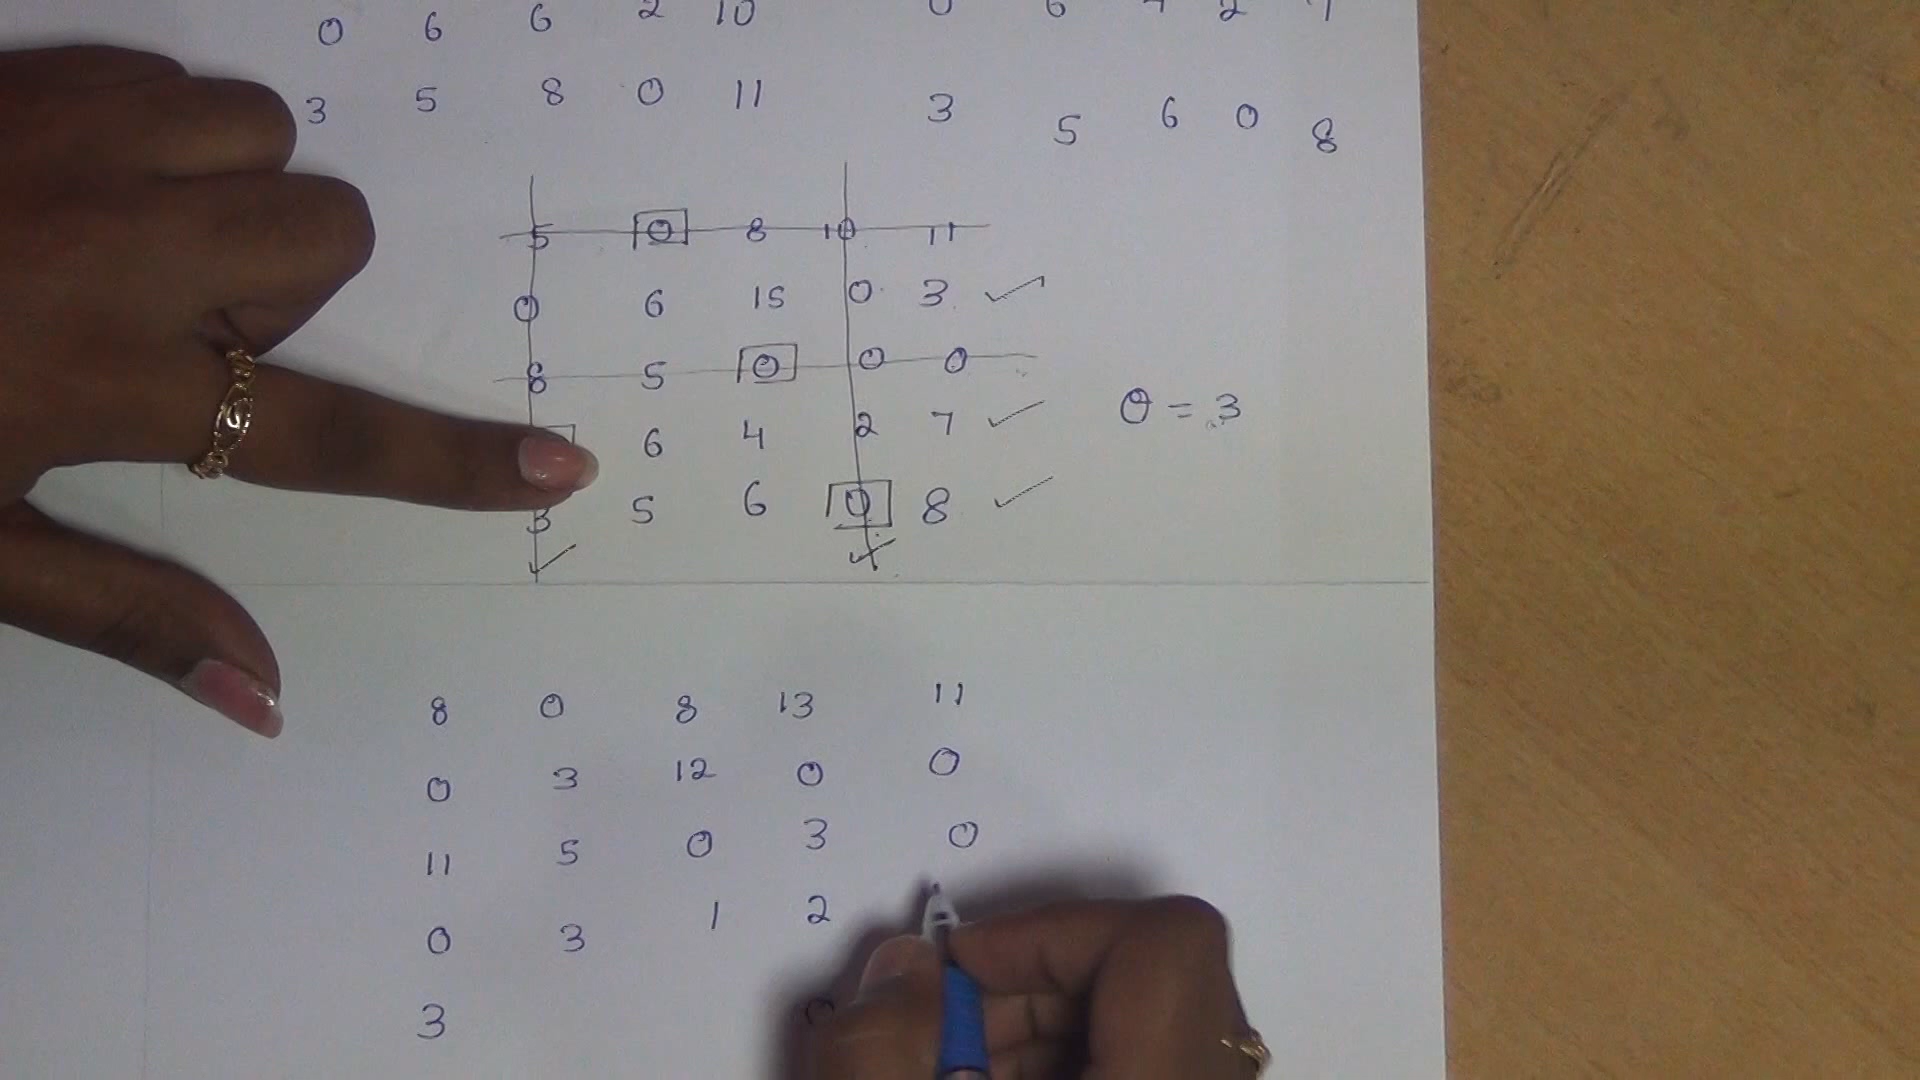 0 6 6 2 10 0 6 2
3 5 8 0 11 3 5 6 0 8
5 0 8 10 11
0 6 15 0 3 ✓
8 5 0 0 0
6 4 2 7 ✓ θ = 3
3 5 6 0 8 ✓
✓ ✓
8 0 8 13 11
0 3 12 0 0
11 5 0 3 0
0 3 1 2
3